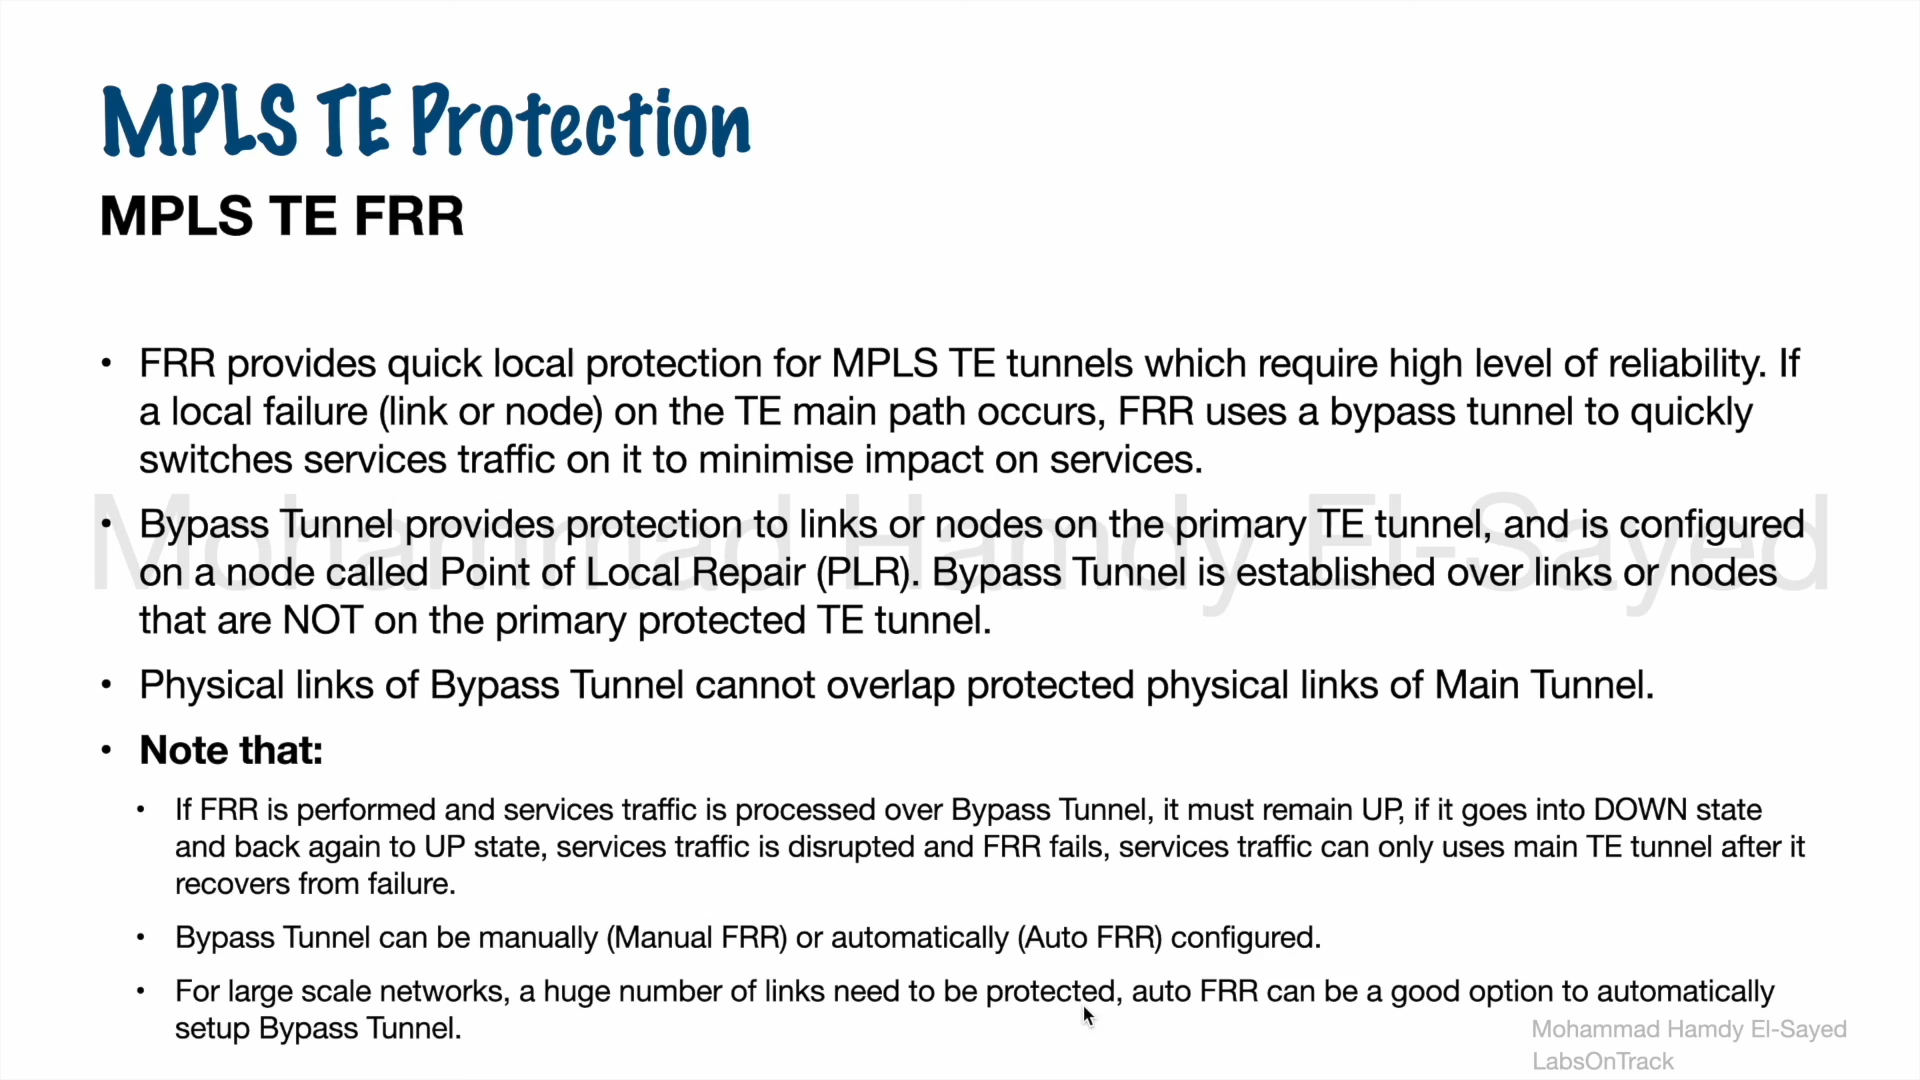 MPLS TE Protection
MPLS TE FRR
• FRR provides quick local protection for MPLS TE tunnels which require high level of reliability. If
a local failure (link or node) on the TE main path occurs, FRR uses a bypass tunnel to quickly
switches services traffic on it to minimise impact on services.
Mohammad Hamdy El-Sayed
• Bypass Tunnel provides protection to links or nodes on the primary TE tunnel, and is configured
on a node called Point of Local Repair (PLR). Bypass Tunnel is established over links or nodes
that are NOT on the primary protected TE tunnel.
• Physical links of Bypass Tunnel cannot overlap protected physical links of Main Tunnel.
• Note that:
• If FRR is performed and services traffic is processed over Bypass Tunnel, it must remain UP, if it goes into DOWN state
and back again to UP state, services traffic is disrupted and FRR fails, services traffic can only uses main TE tunnel after it
recovers from failure.
• Bypass Tunnel can be manually (Manual FRR) or automatically (Auto FRR) configured.
• For large scale networks, a huge number of links need to be protected, auto FRR can be a good option to automatically
setup Bypass Tunnel.
Mohammad Hamdy El-Sayed
LabsOnTrack